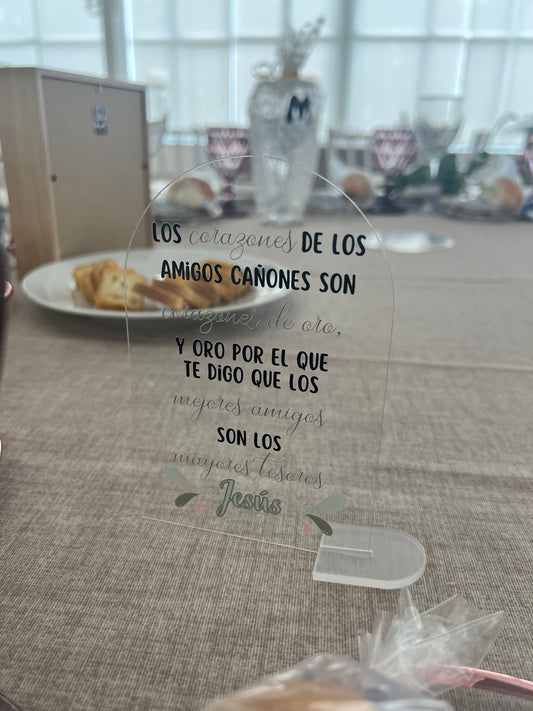 LOS corazones DE LOS
AMiGOS CAÑONES SON
corazones de oro,
Y ORO POR EL QUE
TE DiGO QUE LOS
mejores amigos
SON LOS
mayores tesoros
Jesús
M